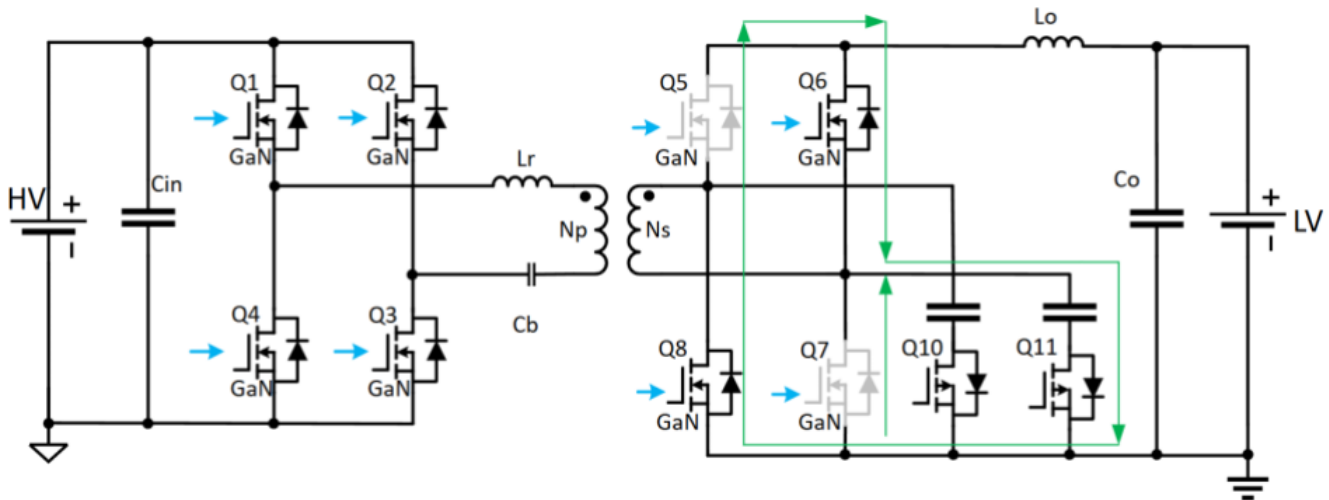 Lo
Q1
Q2
Q5
Q6
GaN
GaN
GaN
GaN
HV
+
Cin
Lr
Np
Ns
Co
+
LV
Cb
Q4
Q3
Q8
Q7
Q10
Q11
GaN
GaN
GaN
GaN